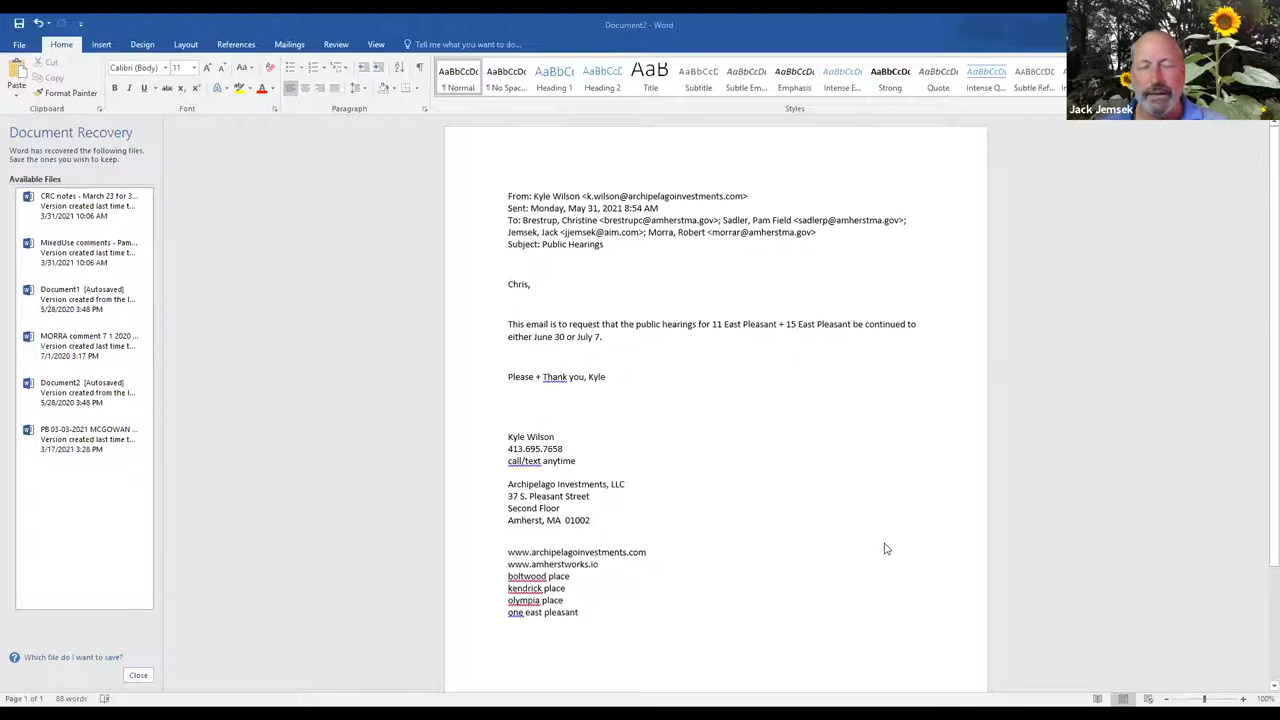 Document2 - Word
File
Home
Insert
Design
Layout
References
Mailings
Review
View
Tell me what you want to do...
Paste
Cut
Copy
Format Painter
Clipboard
Calibri (Body)
11
Font
Paragraph
AaBbCcDc
¶ Normal
AaBbCcDc
¶ No Spac...
AaBbCc
Heading 1
AaBbCcD
Heading 2
AaB
Title
AaBbCcD
Subtitle
AaBbCcDc
Subtle Em...
AaBbCcDc
Emphasis
AaBbCcDc
Intense E...
AaBbCcDc
Strong
AaBbCcDc
Quote
AaBbCcDc
Intense Q...
AaBbCcDc
Subtle Ref...
Styles
Jack Jemsek
Document Recovery
Word has recovered the following files.
Save the ones you wish to keep.
Available Files
CRC notes - March 23 for 3...
Version created last time t...
3/31/2021 10:06 AM
MixedUse comments - Pam...
Version created last time t...
3/31/2021 10:06 AM
Document1 [Autosaved]
Version created from the l...
5/28/2020 3:48 PM
MORRA comment 7 1 2020 ...
Version created last time t...
7/1/2020 3:17 PM
Document2 [Autosaved]
Version created from the l...
5/28/2020 3:48 PM
PB 03-03-2021 MCGOWAN ...
Version created last time t...
3/17/2021 3:28 PM
Which file do I want to save?
Close
From: Kyle Wilson <k.wilson@archipelagoinvestments.com>
Sent: Monday, May 31, 2021 8:54 AM
To: Brestrup, Christine <brestrupc@amherstma.gov>; Sadler, Pam Field <sadlerp@amherstma.gov>;
Jemsek, Jack <jjemsek@aim.com>; Morra, Robert <morrar@amherstma.gov>
Subject: Public Hearings
Chris,
This email is to request that the public hearings for 11 East Pleasant + 15 East Pleasant be continued to
either June 30 or July 7.
Please + Thank you, Kyle
Kyle Wilson
413.695.7658
call/text anytime
Archipelago Investments, LLC
37 S. Pleasant Street
Second Floor
Amherst, MA 01002
www.archipelagoinvestments.com
www.amherstworks.io
boltwood place
kendrick place
olympia place
one east pleasant
Page 1 of 1
88 words
100%